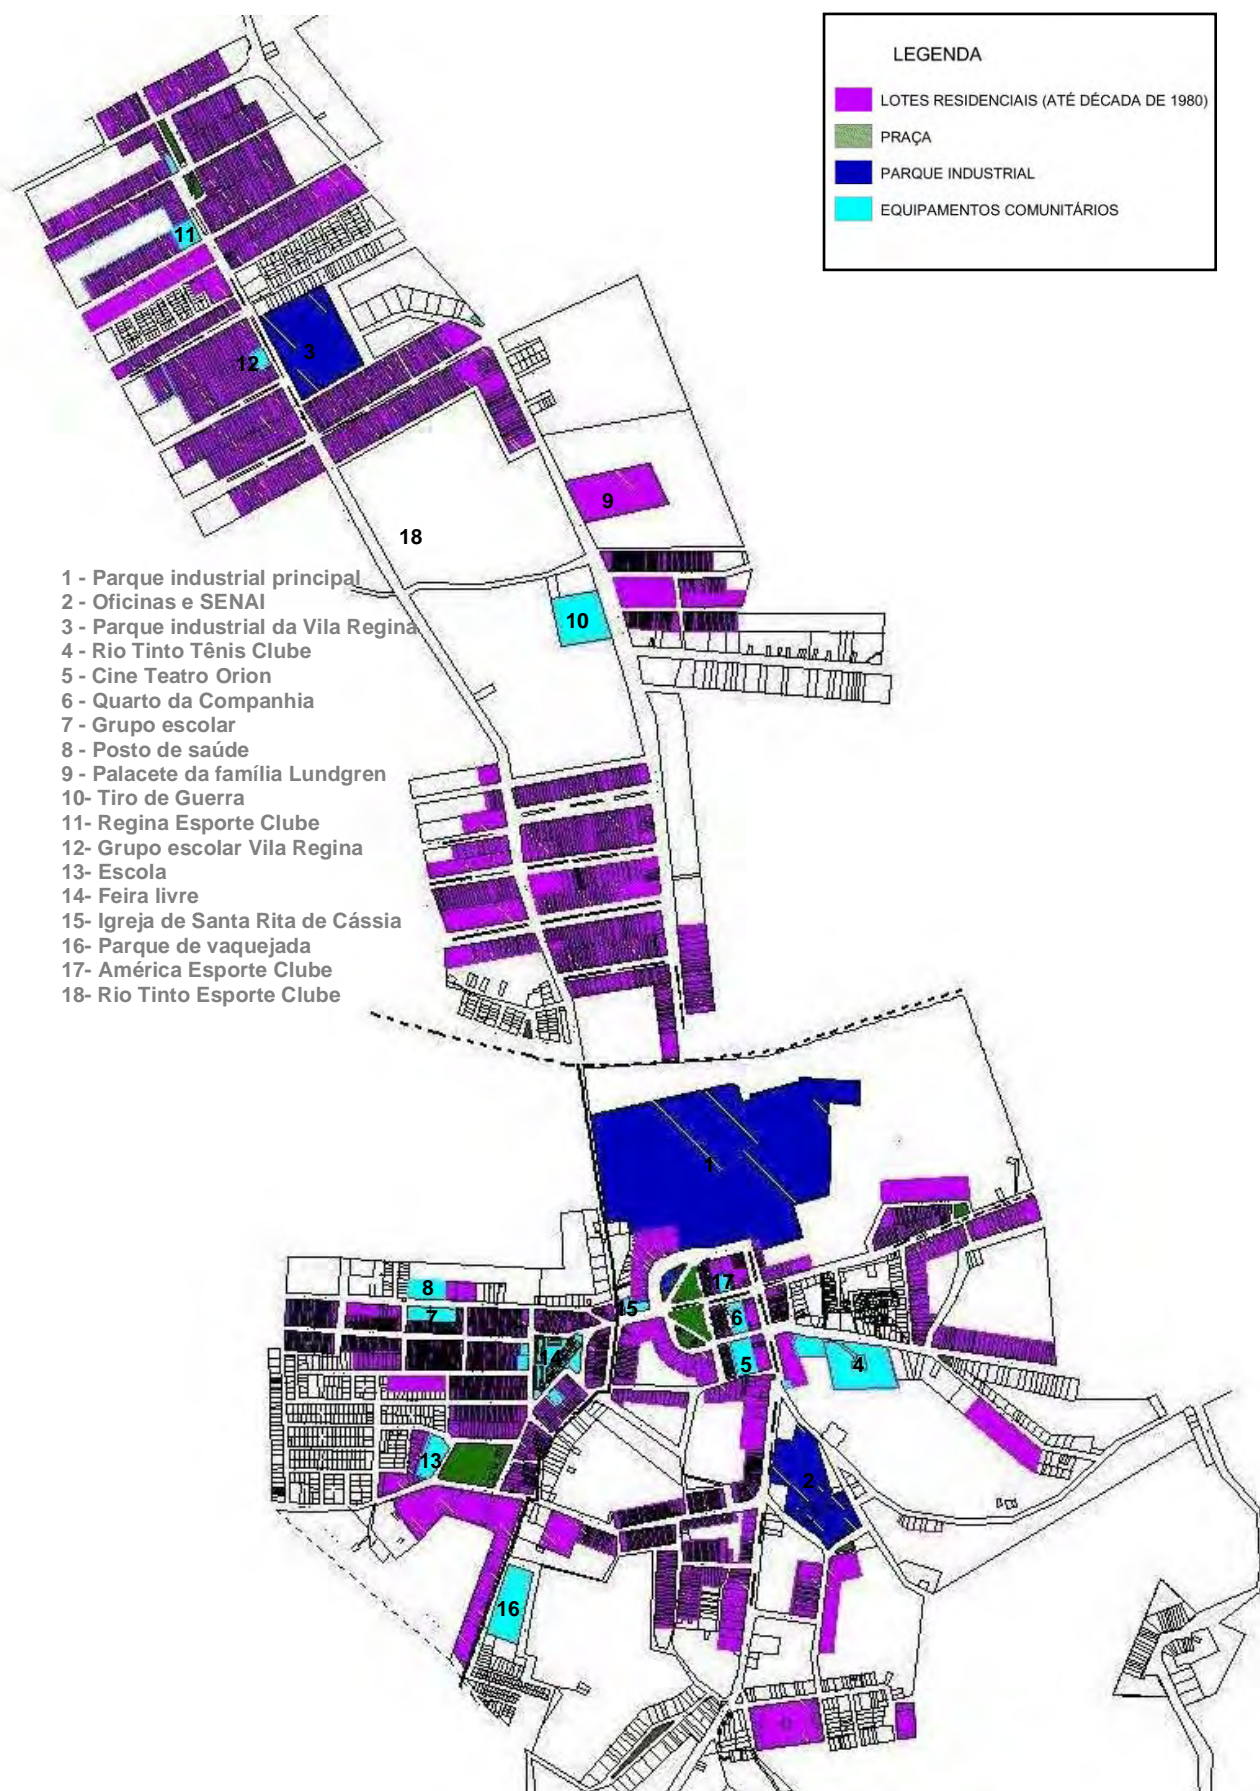 LEGENDA
LOTES RESIDENCIAIS (ATÉ DÉCADA DE 1980)
PRAÇA
PARQUE INDUSTRIAL
EQUIPAMENTOS COMUNITÁRIOS
11
3
12
9
18
10
1 - Parque industrial principal
2 - Oficinas e SENAI
3 - Parque industrial da Vila Regina
4 - Rio Tinto Tênis Clube
5 - Cine Teatro Orion
6 - Quarto da Companhia
7 - Grupo escolar
8 - Posto de saúde
9 - Palacete da família Lundgren
10- Tiro de Guerra
11- Regina Esporte Clube
12- Grupo escolar Vila Regina
13- Escola
14- Feira livre
15- Igreja de Santa Rita de Cássia
16- Parque de vaquejada
17- América Esporte Clube
18- Rio Tinto Esporte Clube
1
17
8
15
7
6
14
5
4
13
2
16